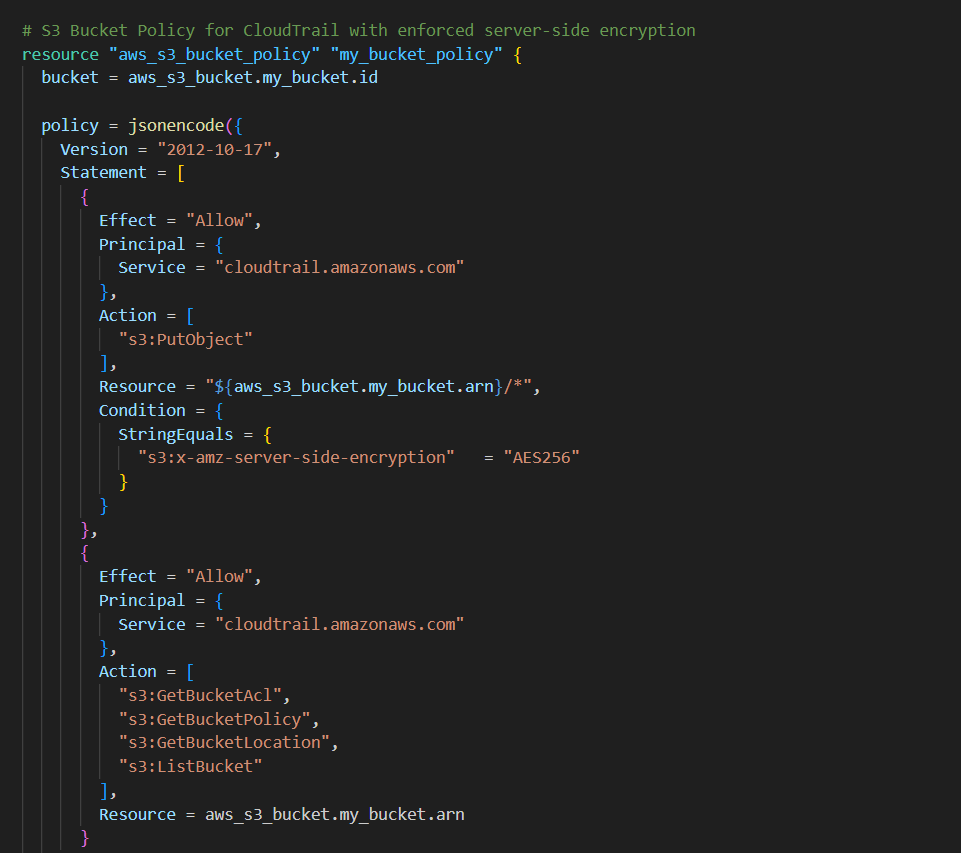 # S3 Bucket Policy for CloudTrail with enforced server-side encryption
resource "aws_s3_bucket_policy" "my_bucket_policy" {
  bucket = aws_s3_bucket.my_bucket.id

  policy = jsonencode({
    Version = "2012-10-17",
    Statement = [
      {
        Effect = "Allow",
        Principal = {
          Service = "cloudtrail.amazonaws.com"
        },
        Action = [
          "s3:PutObject"
        ],
        Resource = "${aws_s3_bucket.my_bucket.arn}/*",
        Condition = {
          StringEquals = {
            "s3:x-amz-server-side-encryption"   = "AES256"
          }
        }
      },
      {
        Effect = "Allow",
        Principal = {
          Service = "cloudtrail.amazonaws.com"
        },
        Action = [
          "s3:GetBucketAcl",
          "s3:GetBucketPolicy",
          "s3:GetBucketLocation",
          "s3:ListBucket"
        ],
        Resource = aws_s3_bucket.my_bucket.arn
      }